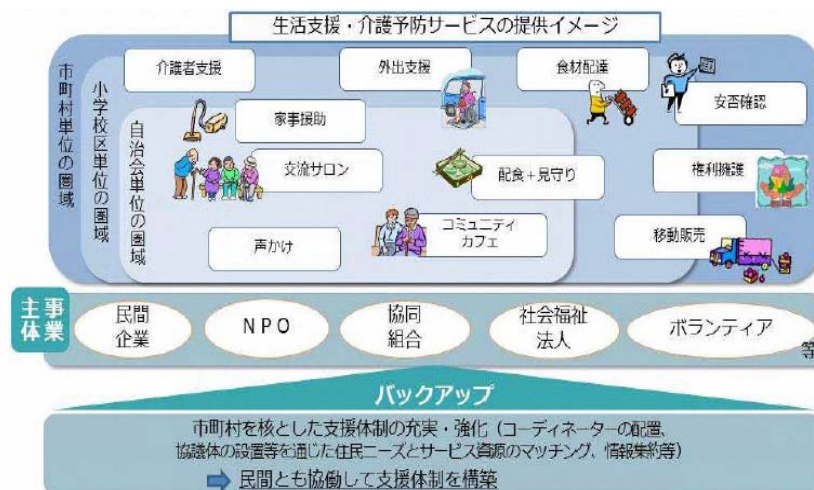 生活支援・介護予防サービスの提供イメージ
市町村単位の圏域
小学校区単位の圏域
自治会単位の圏域
介護者支援
外出支援
食材配達
安否確認
家事援助
交流サロン
配食+見守り
権利擁護
声かけ
コミュニティ
カフェ
移動販売
事業
主体
民間
企業
NPO
協同
組合
社会福祉
法人
ボランティア
等
バックアップ
市町村を核とした支援体制の充実・強化(コーディネーターの配置、
協議体の設置等を通じた住民ニーズとサービス資源のマッチング、情報集約等)
➡ 民間とも協働して支援体制を構築